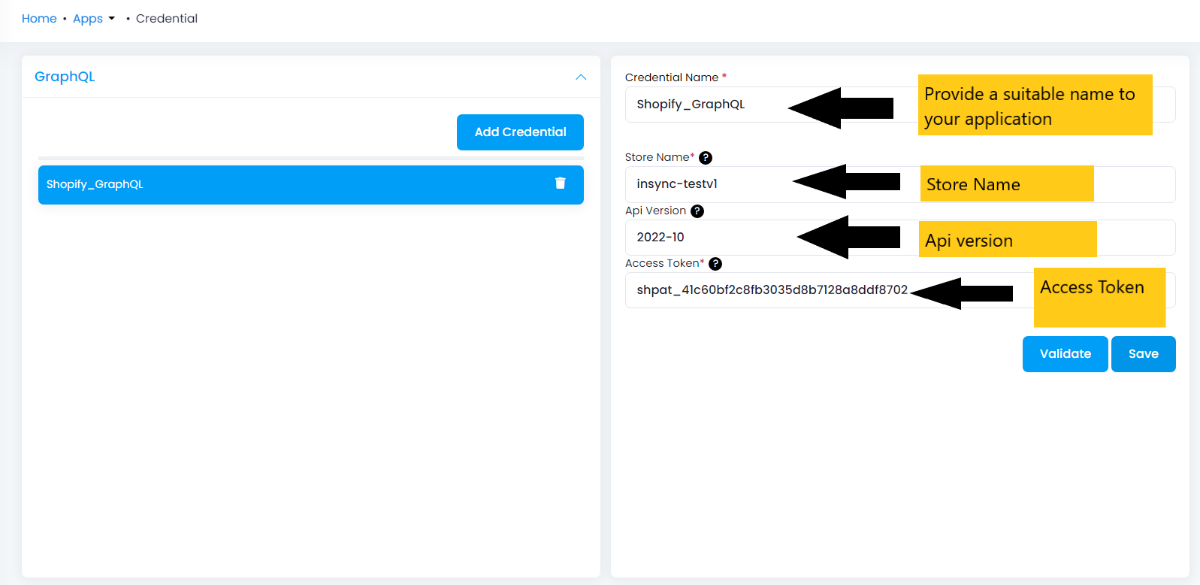 Home • Apps • Credential
GraphQL
Add Credential
Shopify_GraphQL
Credential Name *
Shopify_GraphQL
Provide a suitable name to
your application
Store Name* ?
insync-testv1
Store Name
Api Version ?
2022-10
Api version
Access Token* ?
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
Access Token
Validate
Save